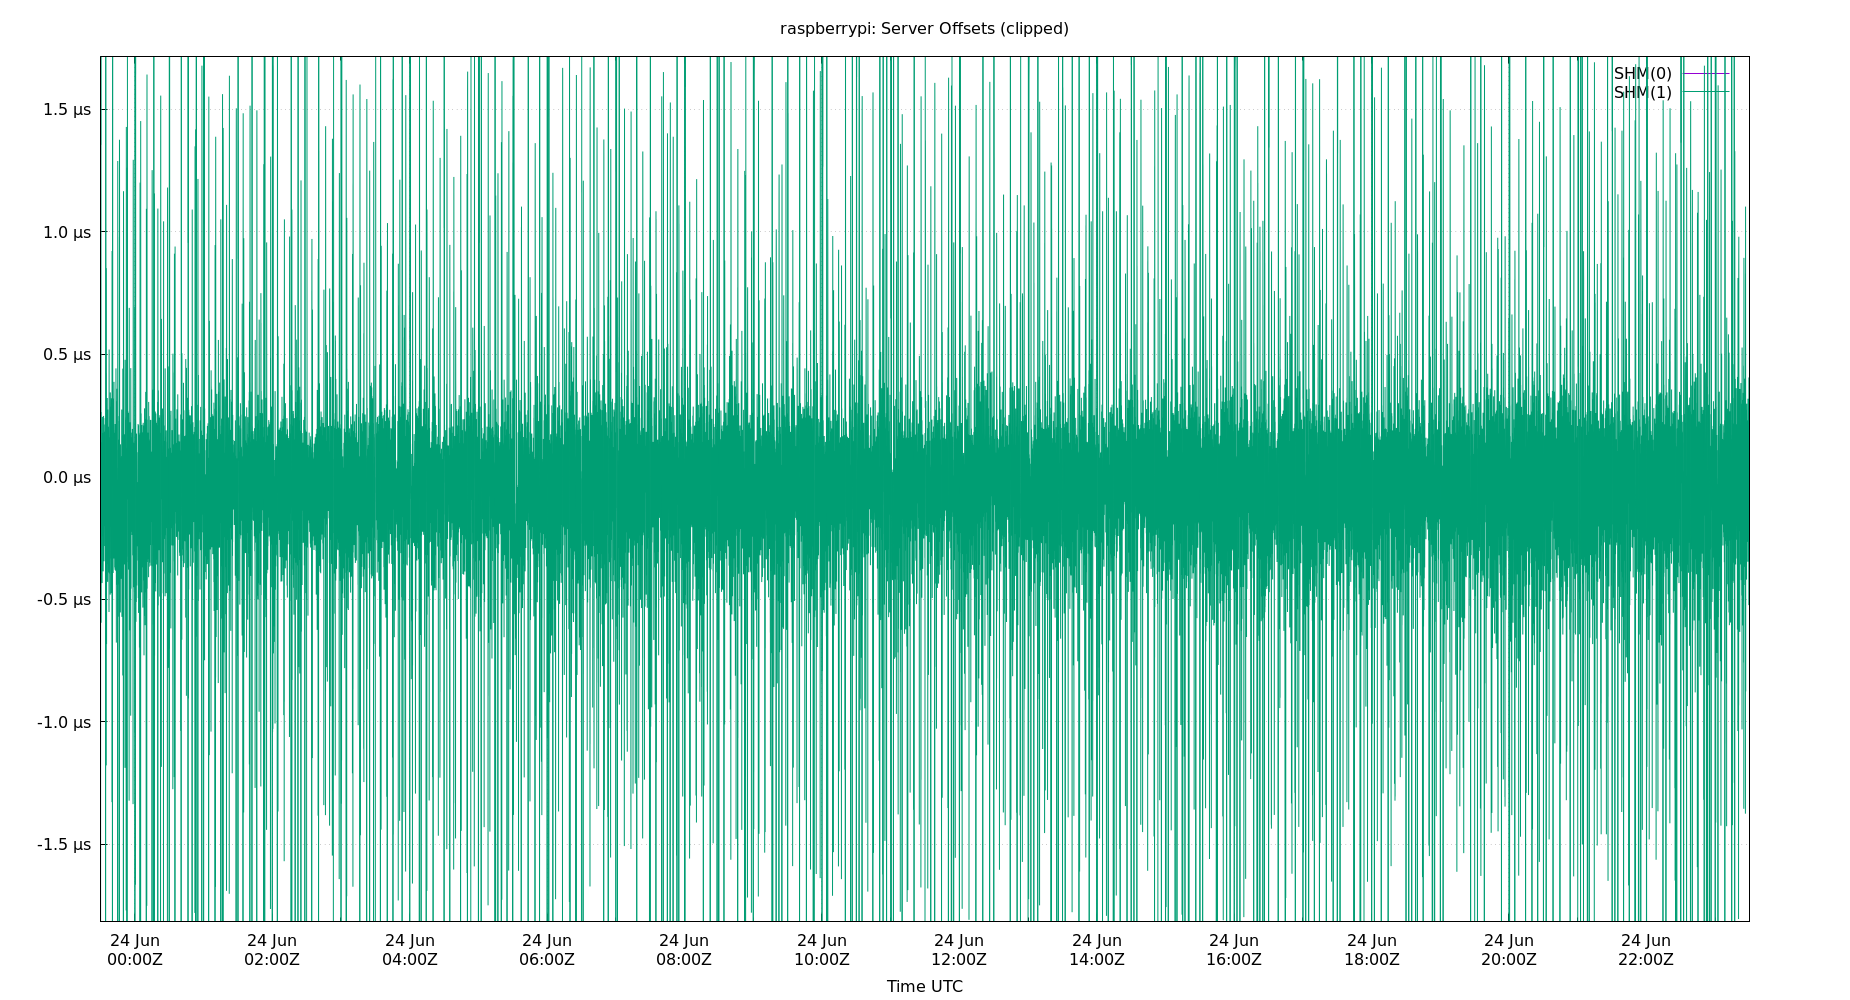 raspberrypi: Server Offsets (clipped)
SHM(0)
SHM(1)
1.5 µs
1.0 µs
0.5 µs
0.0 µs
-0.5 µs
-1.0 µs
-1.5 µs
24 Jun 24 Jun 24 Jun 24 Jun 24 Jun 24 Jun 24 Jun 24 Jun 24 Jun 24 Jun 24 Jun 24 Jun
00:00Z 02:00Z 04:00Z 06:00Z 08:00Z 10:00Z 12:00Z 14:00Z 16:00Z 18:00Z 20:00Z 22:00Z
Time UTC